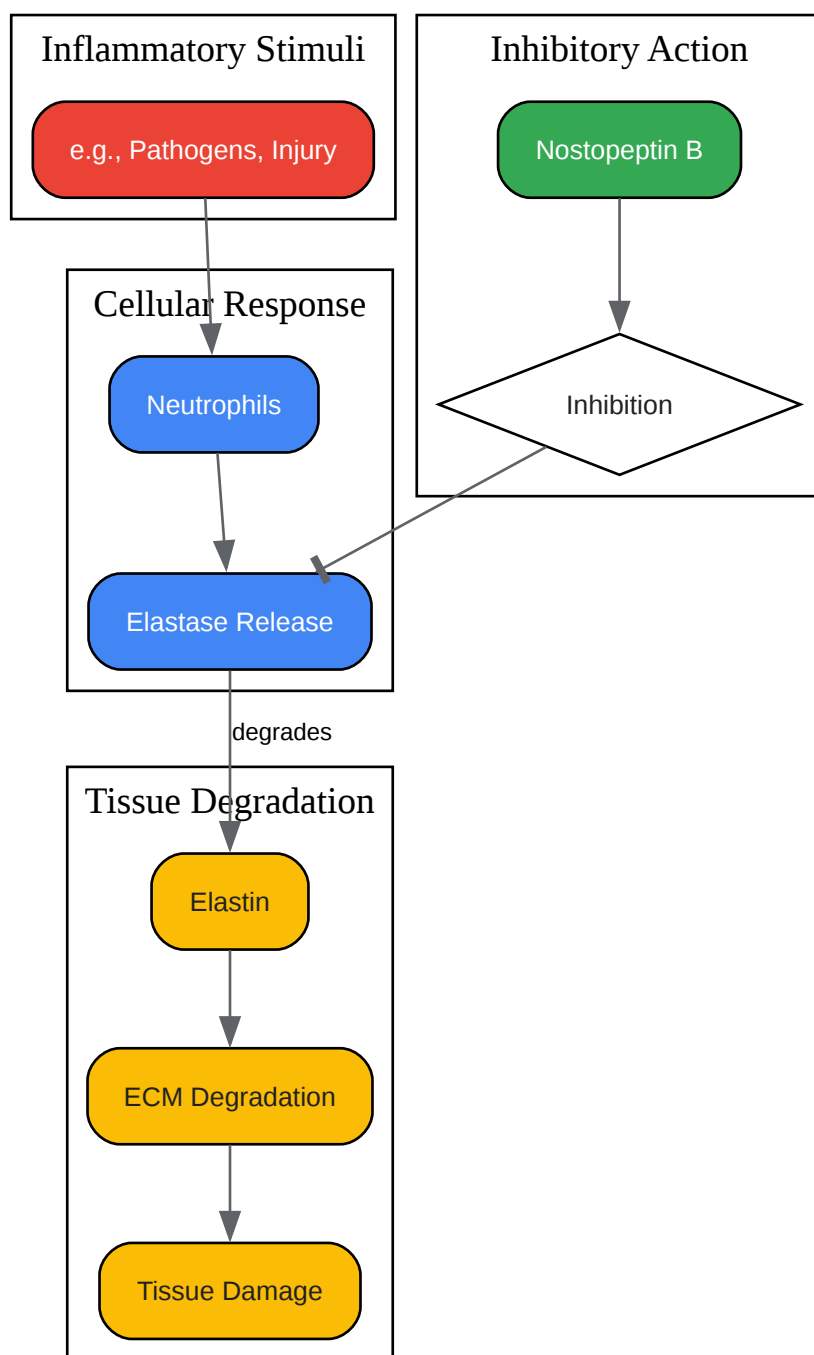 Inflammatory Stimuli
e.g., Pathogens, Injury
Inhibitory Action
Nostopeptin B
Inhibition
Cellular Response
Neutrophils
Elastase Release
degrades
Tissue Degradation
Elastin
ECM Degradation
Tissue Damage